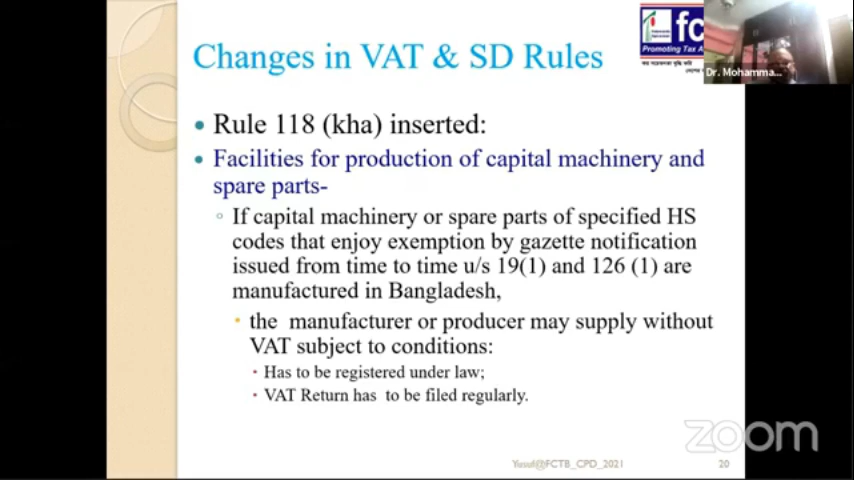 Changes in VAT & SD Rules
fc
Promoting Tax A
Dr. Mohamma...
• Rule 118 (kha) inserted:
• Facilities for production of capital machinery and
spare parts-
◦ If capital machinery or spare parts of specified HS
codes that enjoy exemption by gazette notification
issued from time to time u/s 19(1) and 126 (1) are
manufactured in Bangladesh,
• the manufacturer or producer may supply without
VAT subject to conditions:
• Has to be registered under law;
• VAT Return has to be filed regularly.
zoom
Yusuf@FCTB_CPD_2021
20